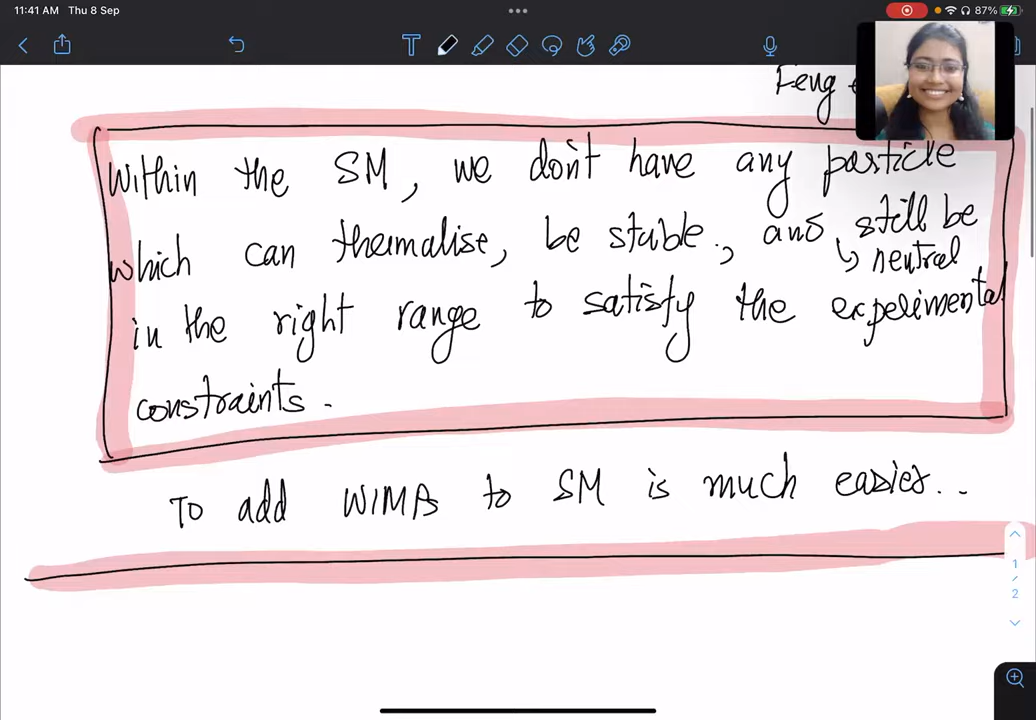 11:41 AM Thu 8 Sep
87%
T
Feng
Within the SM, we don't have any particle
which can thermalise, be stable, and still be
neutral
in the right range to satisfy the experimental
constraints.
To add WIMPs to SM is much easier..
1
/
2